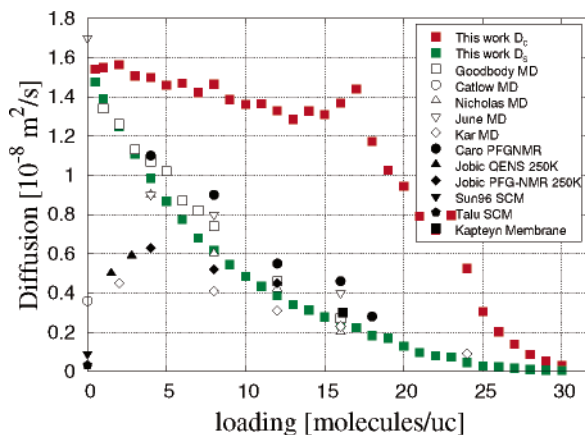 1.8
1.6
1.4
1.2
1
0.8
0.6
0.4
0.2
0
Diffusion [10⁻⁸ m²/s]
This work D_c
This work D_s
Goodbody MD
Catlow MD
Nicholas MD
June MD
Kar MD
Caro PFGNMR
Jobic QENS 250K
Jobic PFG-NMR 250K
Sun96 SCM
Talu SCM
Kapteyn Membrane
0 5 10 15 20 25 30
loading [molecules/uc]